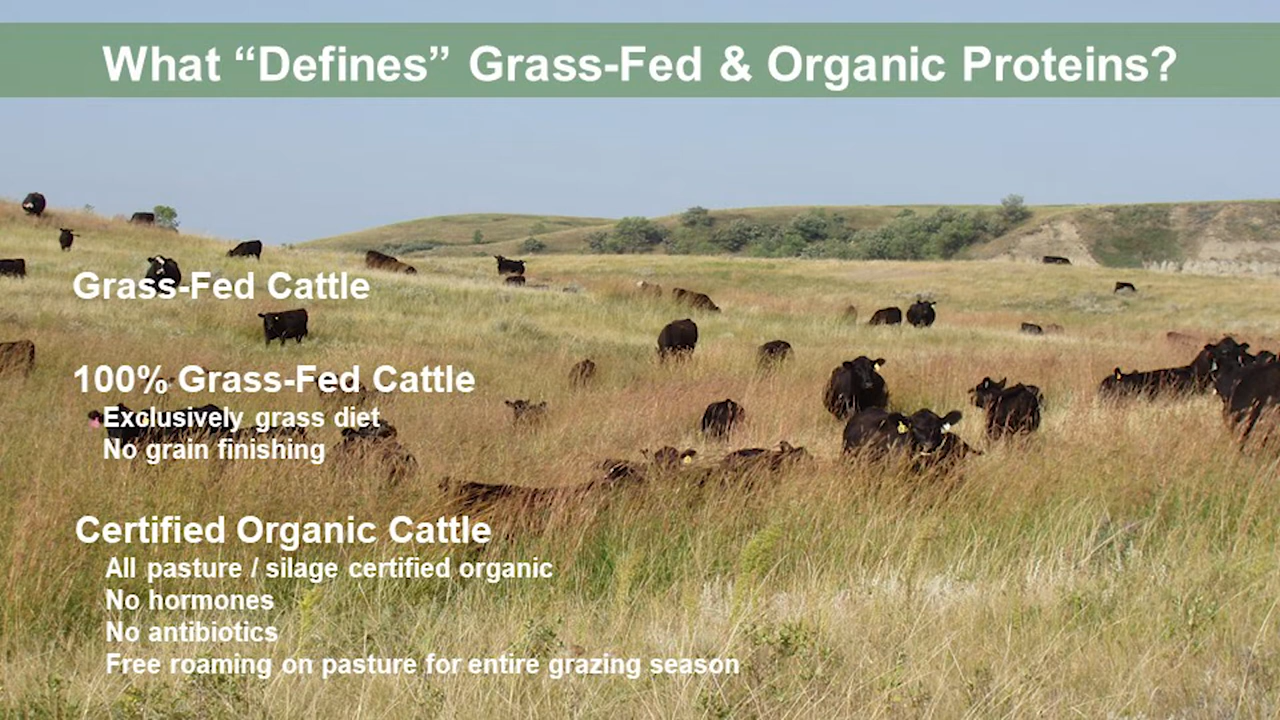 What “Defines” Grass-Fed & Organic Proteins?
Grass-Fed Cattle
100% Grass-Fed Cattle
Exclusively grass diet
No grain finishing
Certified Organic Cattle
All pasture / silage certified organic
No hormones
No antibiotics
Free roaming on pasture for entire grazing season